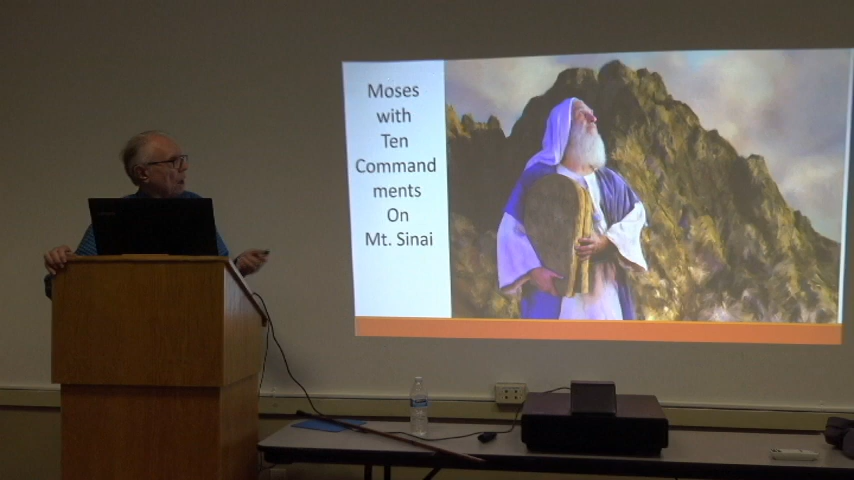 Moses
with
Ten
Command
ments
On
Mt. Sinai